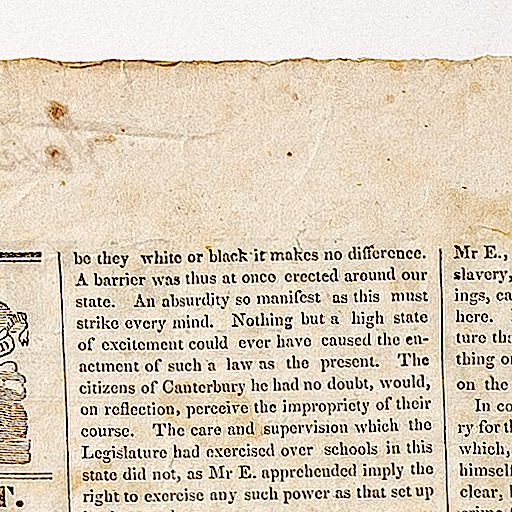 be they white or black it makes no difference.
A barrier was thus at once erected around our
state. An absurdity so manifest as this must
strike every mind. Nothing but a high state
of excitement could ever have caused the en-
actment of such a law as the present. The
citizens of Canterbury he had no doubt, would,
on reflection, perceive the impropriety of their
course. The care and supervision which the
Legislature had exercised over schools in this
state did not, as Mr E. apprehended imply the
right to exercise any such power as that set up
T.
Mr E.,
slavery,
ings, ca
here.
ture tha
thing or
on the
In co
ry for th
which,
himself
clear,